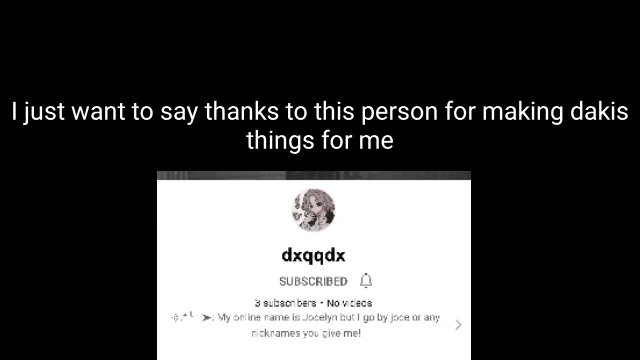 I just want to say thanks to this person for making dakis
things for me
dxqqdx
SUBSCRIBED
3 subscribers • No videos
My online name is Jocelyn but I go by joce or any
nicknames you give me!